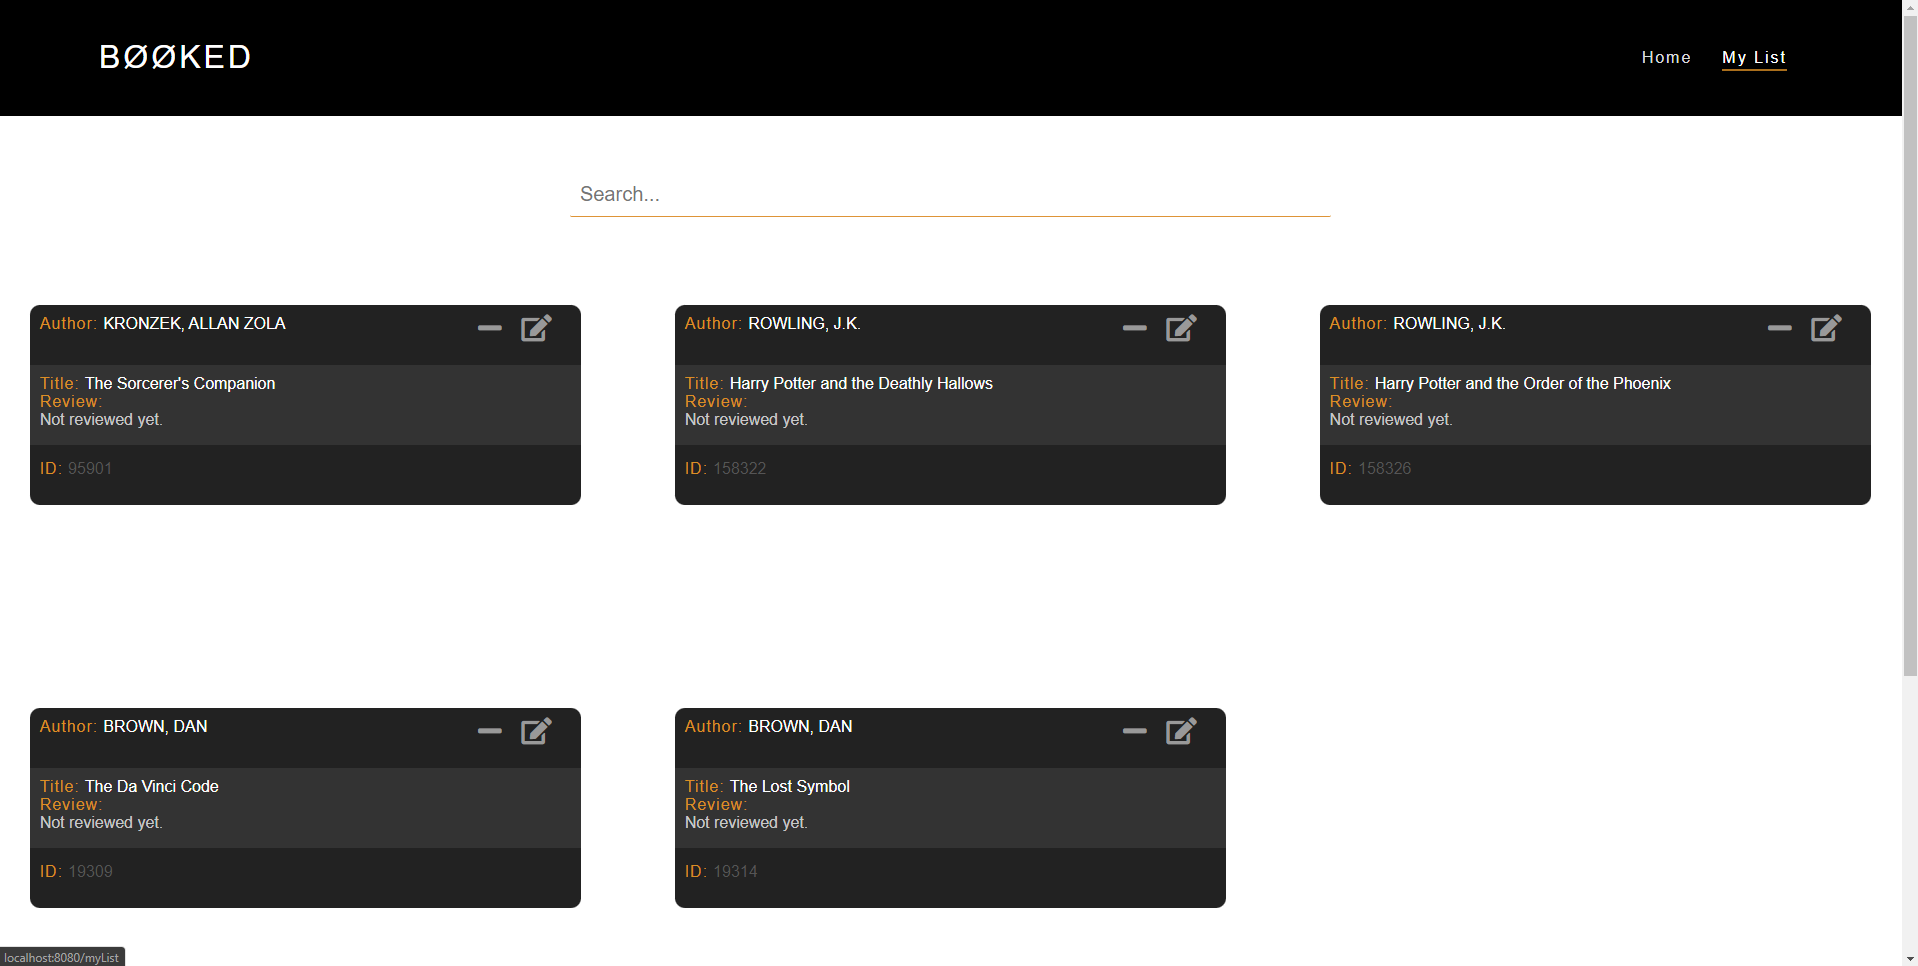 BØØKED
Home My List
Search...
Author: KRONZEK, ALLAN ZOLA
Title: The Sorcerer's Companion
Review:
Not reviewed yet.
ID: 95901
Author: ROWLING, J.K.
Title: Harry Potter and the Deathly Hallows
Review:
Not reviewed yet.
ID: 158322
Author: ROWLING, J.K.
Title: Harry Potter and the Order of the Phoenix
Review:
Not reviewed yet.
ID: 158326
Author: BROWN, DAN
Title: The Da Vinci Code
Review:
Not reviewed yet.
ID: 19309
Author: BROWN, DAN
Title: The Lost Symbol
Review:
Not reviewed yet.
ID: 19314
localhost:8080/myList